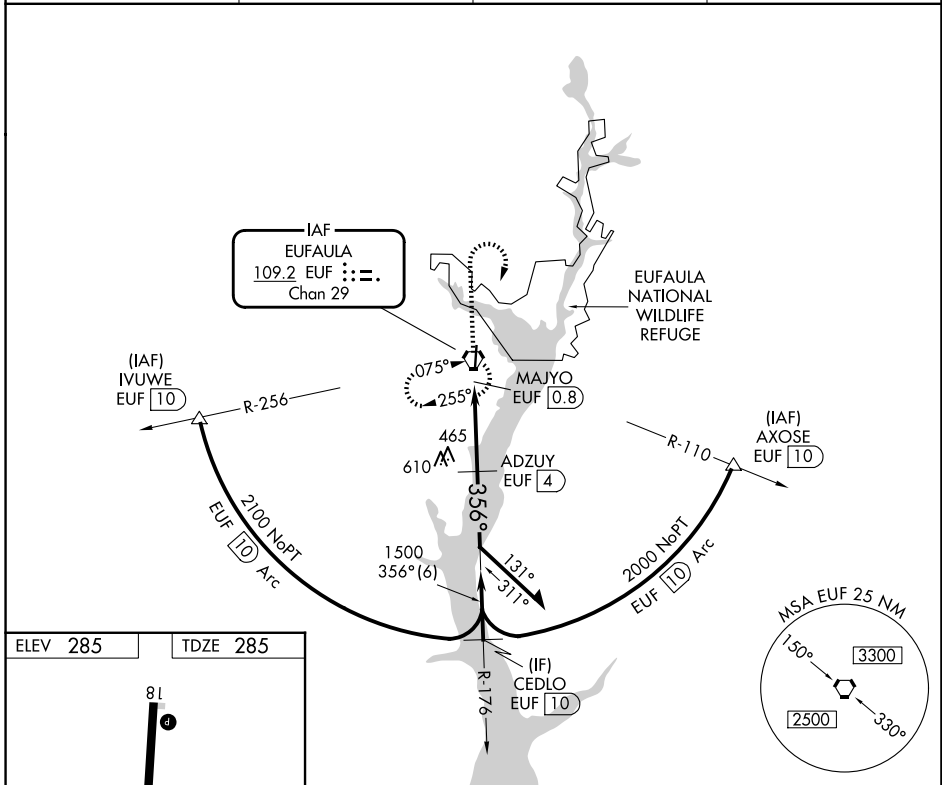 IAF
EUFAULA
109.2 EUF
Chan 29
EUFAULA
NATIONAL
WILDLIFE
REFUGE
(IAF)
IVUWE
EUF 10
R-256
075°
255°
MAJYO
EUF 0.8
(IAF)
AXOSE
EUF 10
R-110
465
610
ADZUY
EUF 4
356°
2100 NoPT
EUF 10 Arc
1500
356° (6)
131°
311°
2000 NoPT
EUF 10 Arc
(IF)
CEDLO
EUF 10
R-176
MSA EUF 25 NM
150°
3300
2500
330°
ELEV 285
TDZE 285
18
P